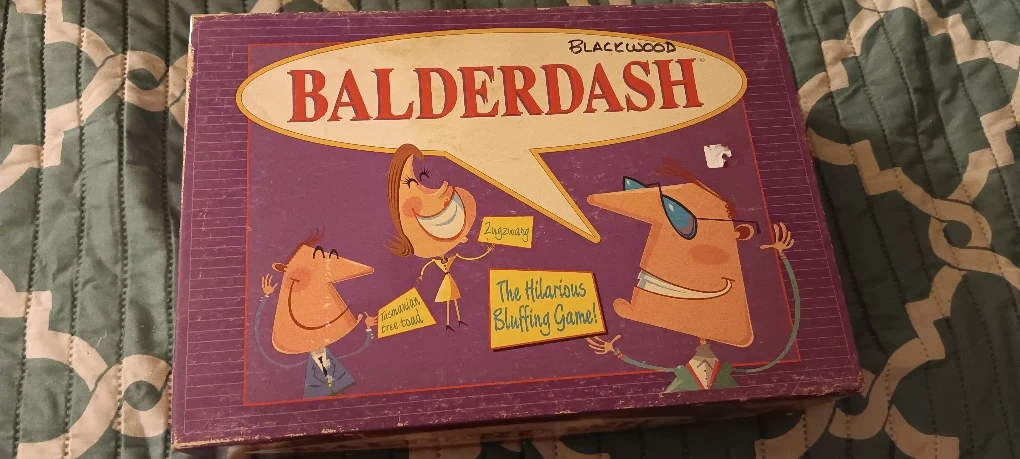 BLACKWOOD
BALDERDASH®
Zugzwang
Tasmanian
tree toad
The Hilarious
Bluffing Game!